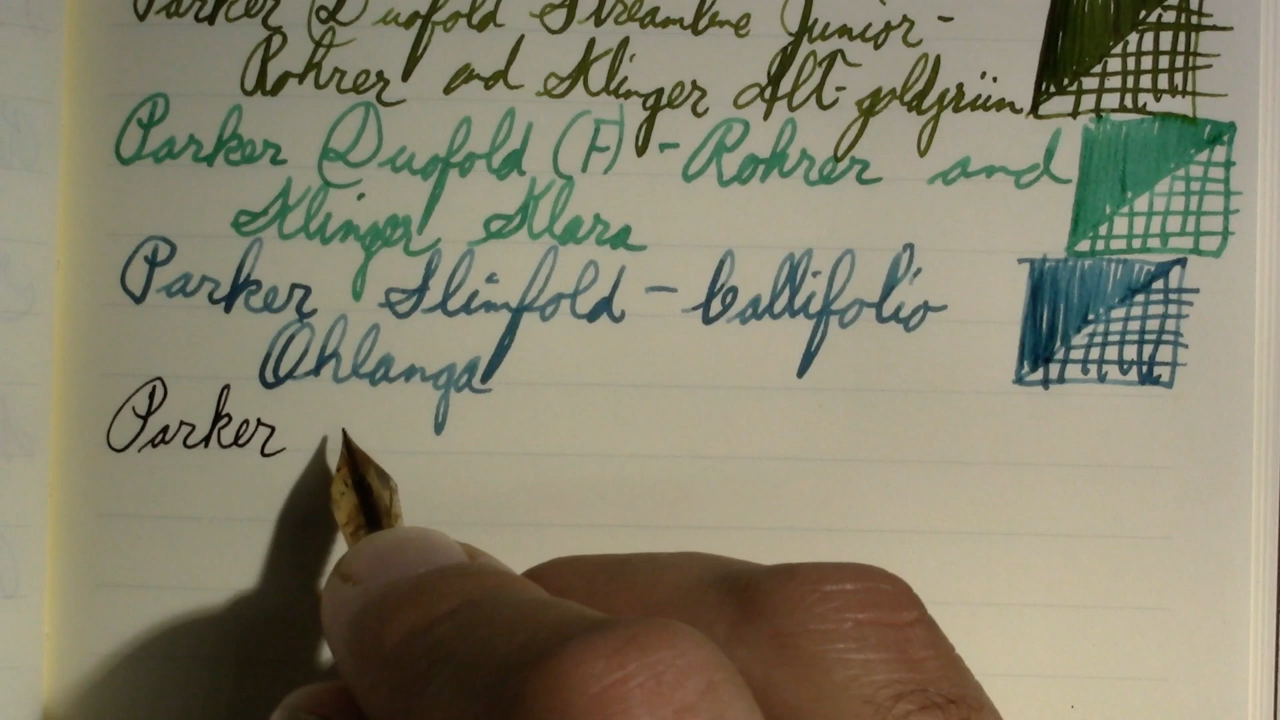 Parker Duofold Streamline Junior-
Rohrer and Klinger Alt-goldgrün
Parker Duofold (F) - Rohrer and
Klinger Klara
Parker Slimfold - Callifolio
Ohlanga
Parker